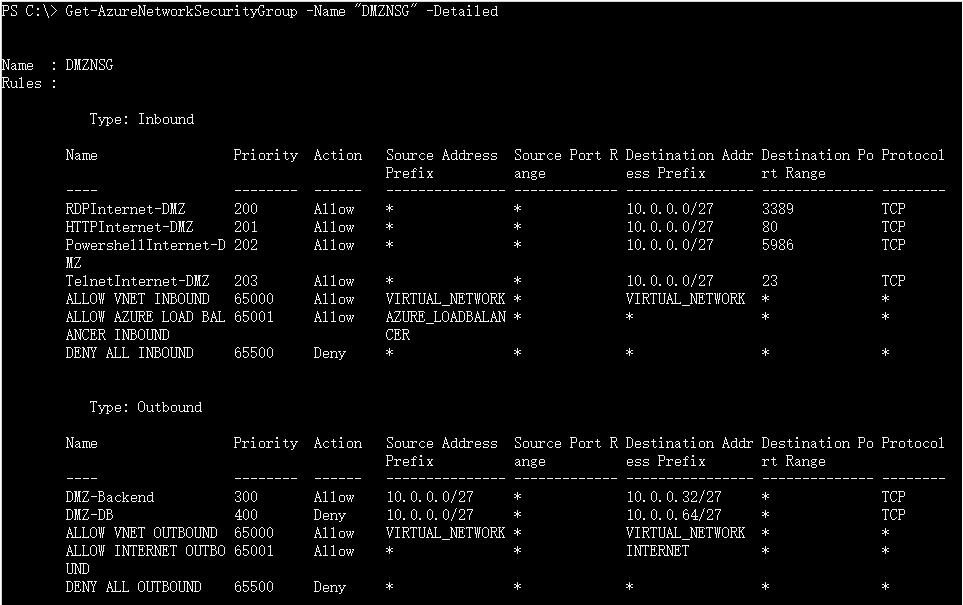 PS C:\> Get-AzureNetworkSecurityGroup -Name "DMZNSG" -Detailed
Name : DMZNSG
Rules :
Type: Inbound
Name Priority Action Source Address Source Port R Destination Addr Destination Po Protocol
Prefix ange ess Prefix rt Range
---- -------- ------ --------------- ------------- ---------------- -------------- --------
RDPInternet-DMZ 200 Allow * * 10.0.0.0/27 3389 TCP
HTTPInternet-DMZ 201 Allow * * 10.0.0.0/27 80 TCP
PowershellInternet-D 202 Allow * * 10.0.0.0/27 5986 TCP
MZ
TelnetInternet-DMZ 203 Allow * * 10.0.0.0/27 23 TCP
ALLOW VNET INBOUND 65000 Allow VIRTUAL_NETWORK * VIRTUAL_NETWORK * *
ALLOW AZURE LOAD BAL 65001 Allow AZURE_LOADBALAN * * * *
ANCER INBOUND CER
DENY ALL INBOUND 65500 Deny * * * * *
Type: Outbound
Name Priority Action Source Address Source Port R Destination Addr Destination Po Protocol
Prefix ange ess Prefix rt Range
---- -------- ------ --------------- ------------- ---------------- -------------- --------
DMZ-Backend 300 Allow 10.0.0.0/27 * 10.0.0.32/27 * TCP
DMZ-DB 400 Deny 10.0.0.0/27 * 10.0.0.64/27 * TCP
ALLOW VNET OUTBOUND 65000 Allow VIRTUAL_NETWORK * VIRTUAL_NETWORK * *
ALLOW INTERNET OUTBO 65001 Allow * * INTERNET * *
UND
DENY ALL OUTBOUND 65500 Deny * * * * *